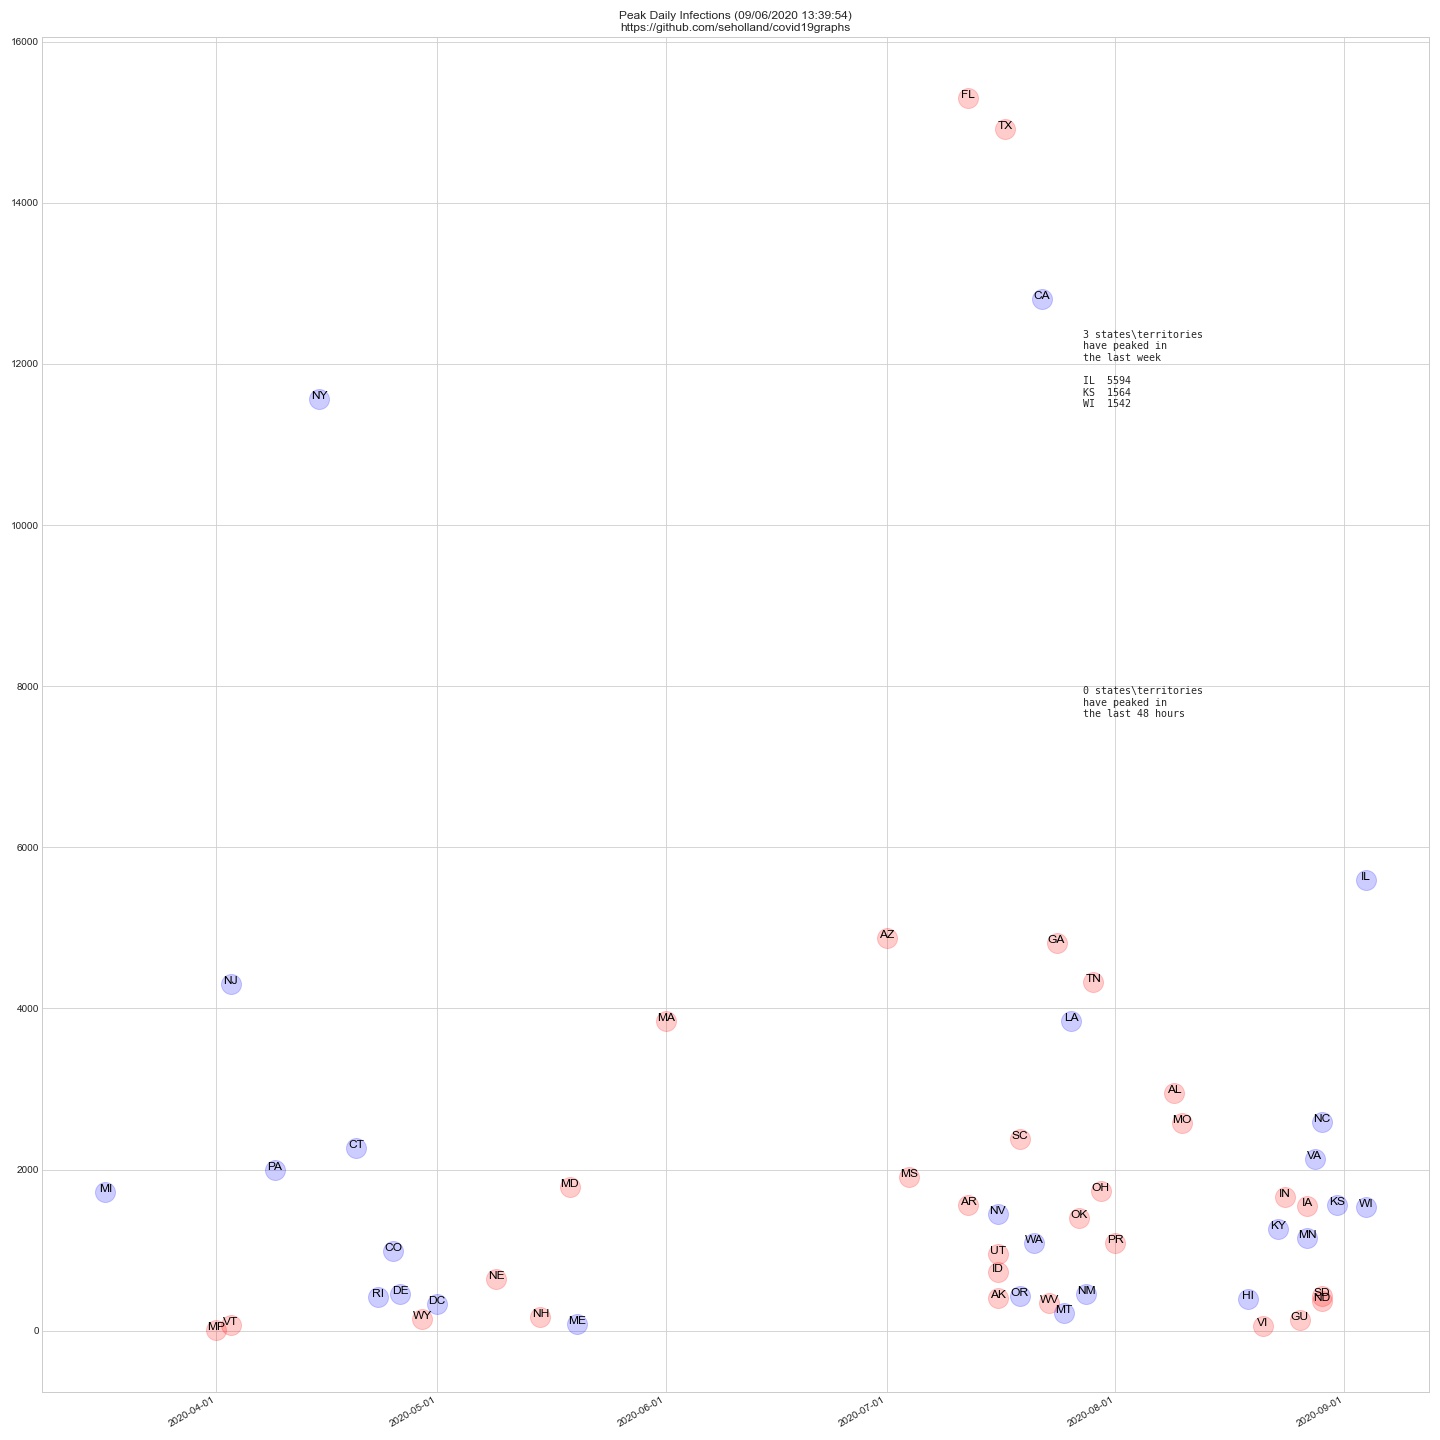 Peak Daily Infections (09/06/2020 13:39:54)
https://github.com/seholland/covid19graphs
16000
FL
TX
14000
CA
3 states\territories
have peaked in
the last week
12000
IL  5594
KS  1564
WI  1542
NY
10000
8000
0 states\territories
have peaked in
the last 48 hours
6000
IL
AZ
GA
NJ
TN
4000
MA
LA
AL
MO
NC
SC
CT
VA
PA
2000
MS
MD
MI
OH
IN
AR
IA
KS
WI
NV
OK
KY
WA
PR
MN
CO
UT
ID
NE
RI
DE
DC
AK
OR
WV
NM
MT
HI
SD
ND
WY
NH
ME
MP
VT
VI
GU
0
2020-04-01
2020-05-01
2020-06-01
2020-07-01
2020-08-01
2020-09-01